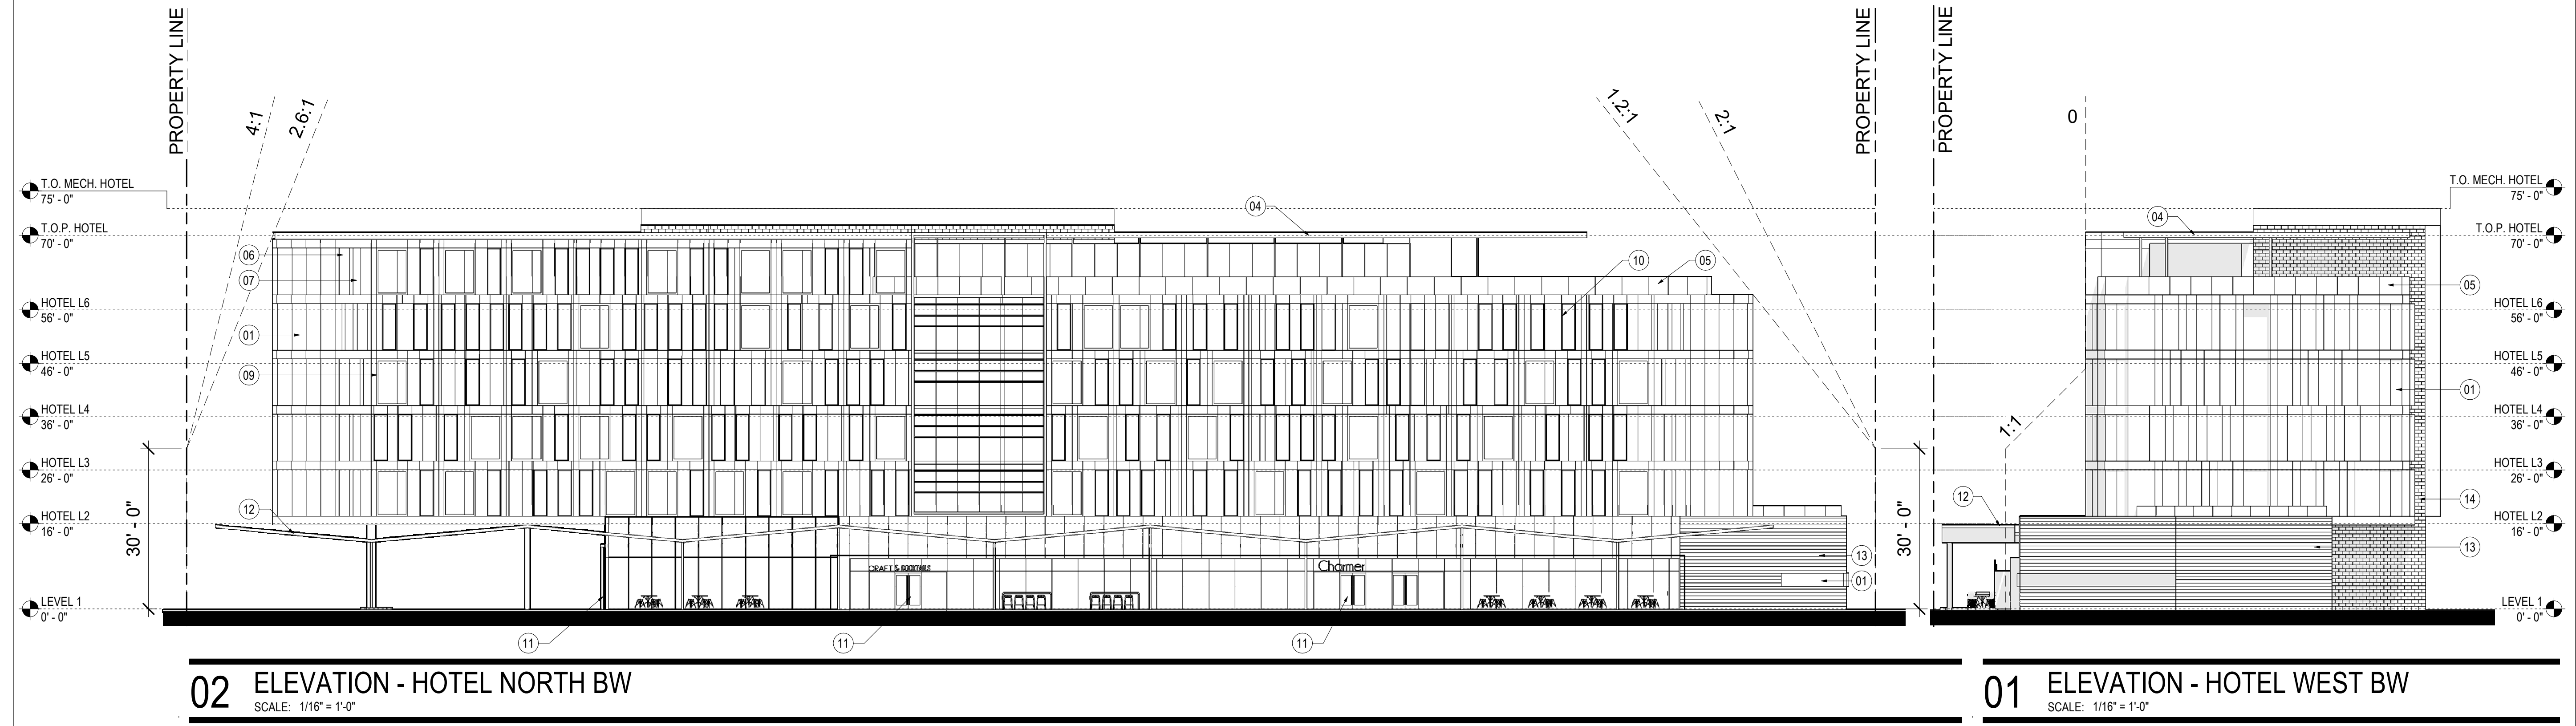 PROPERTY LINE
PROPERTY LINE
PROPERTY LINE
4:1
2.6:1
1.2:1
2:1
0
1:1
T.O. MECH. HOTEL
75' - 0"
T.O.P. HOTEL
70' - 0"
HOTEL L6
56' - 0"
HOTEL L5
46' - 0"
HOTEL L4
36' - 0"
HOTEL L3
26' - 0"
HOTEL L2
16' - 0"
LEVEL 1
0' - 0"
30' - 0"
06
07
01
09
12
04
10
05
13
01
CRAFT & COCKTAILS
Charmer
11
11
11
30' - 0"
04
12
05
01
14
13
T.O. MECH. HOTEL
75' - 0"
T.O.P. HOTEL
70' - 0"
HOTEL L6
56' - 0"
HOTEL L5
46' - 0"
HOTEL L4
36' - 0"
HOTEL L3
26' - 0"
HOTEL L2
16' - 0"
LEVEL 1
0' - 0"
02 ELEVATION - HOTEL NORTH BW
SCALE: 1/16" = 1'-0"
01 ELEVATION - HOTEL WEST BW
SCALE: 1/16" = 1'-0"